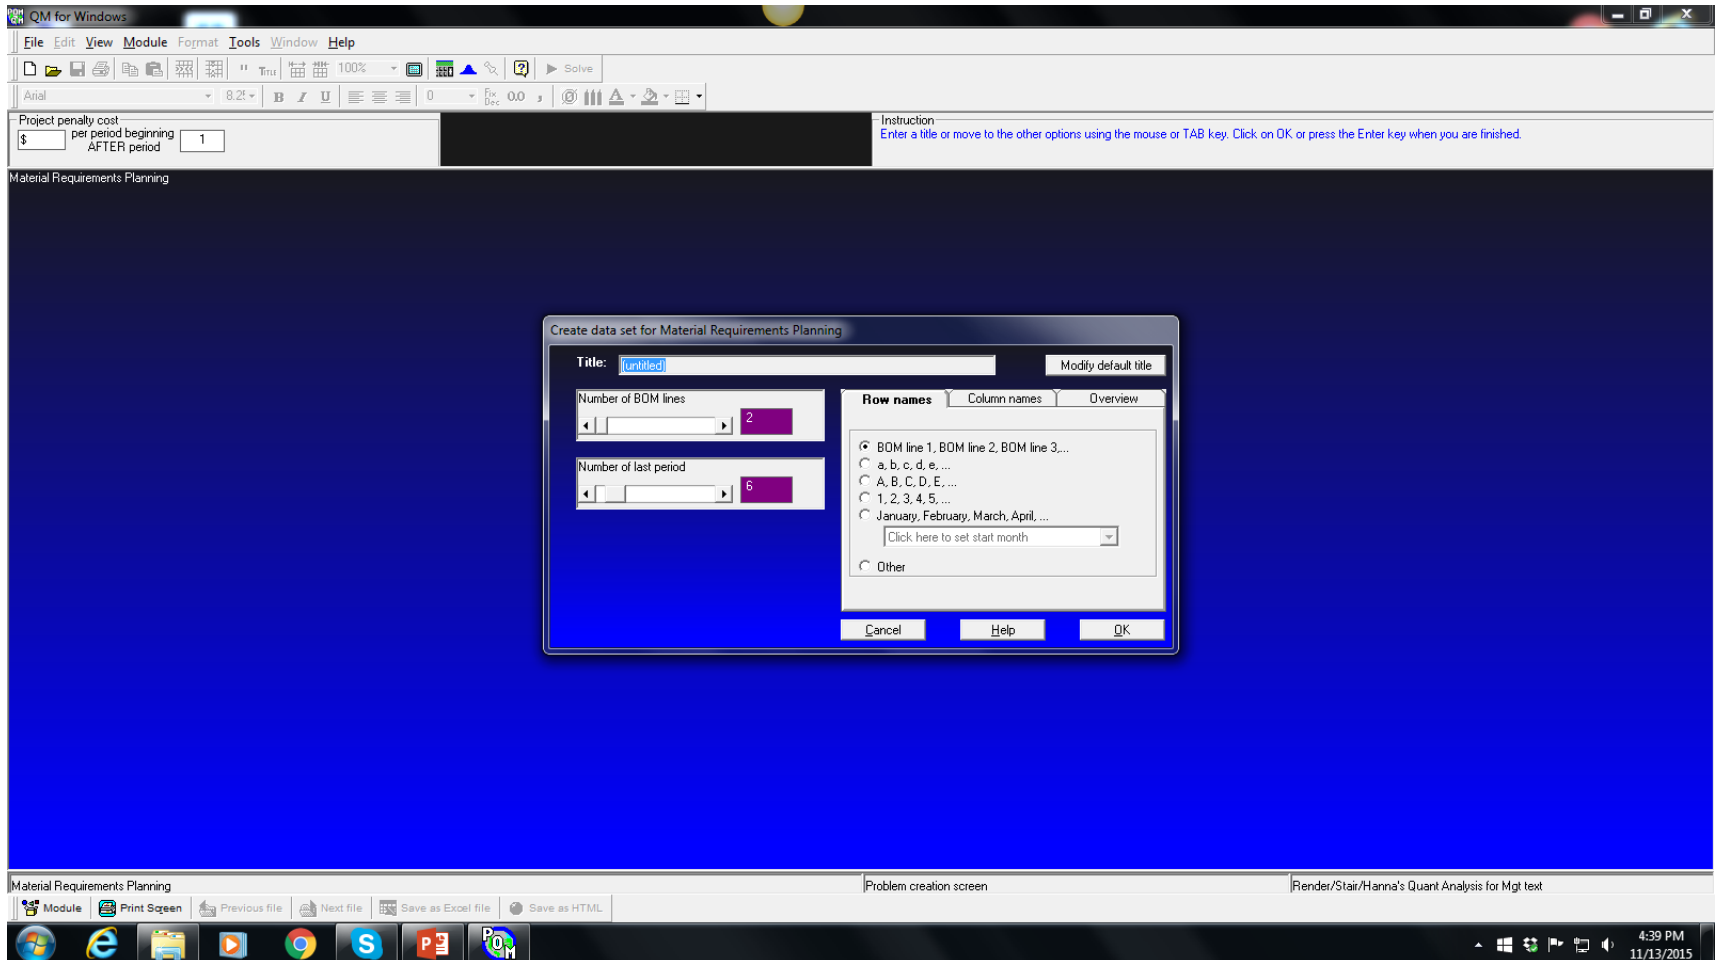 QM for Windows
File Edit View Module Format Tools Window Help
100% Solve
Arial 8.2! B I U 0 Fix Dec 0.0 ,
Project penalty cost
$ per period beginning AFTER period 1
Instruction
Enter a title or move to the other options using the mouse or TAB key. Click on OK or press the Enter key when you are finished.
Material Requirements Planning
Create data set for Material Requirements Planning
Title: (untitled) Modify default title
Number of BOM lines
2
Number of last period
6
Row names Column names Overview
BOM line 1, BOM line 2, BOM line 3,...
a, b, c, d, e, ...
A, B, C, D, E, ...
1, 2, 3, 4, 5, ...
January, February, March, April, ...
Click here to set start month
Other
Cancel Help OK
Material Requirements Planning Problem creation screen Render/Stair/Hanna's Quant Analysis for Mgt text
Module Print Screen Previous file Next file Save as Excel file Save as HTML
4:39 PM
11/13/2015